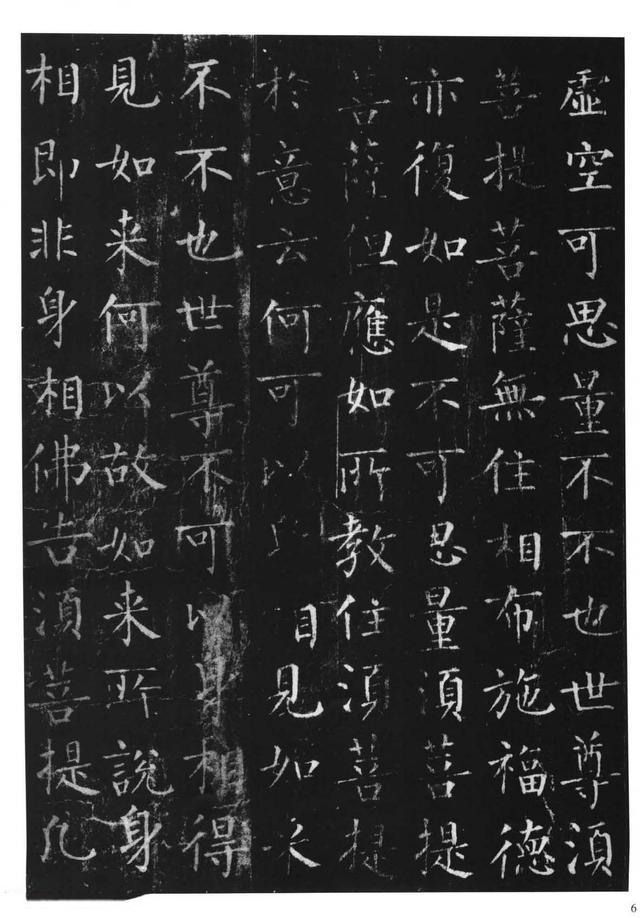 虛空可思量不不也世尊須
菩提菩薩無住相布施福德
亦復如是不可思量須菩提
菩薩但應如所教住須菩提
於意云何可以身相見如来
不不也世尊不可以身相得
見如来何以故如来所說身
相即非身相佛告須菩提凡
6